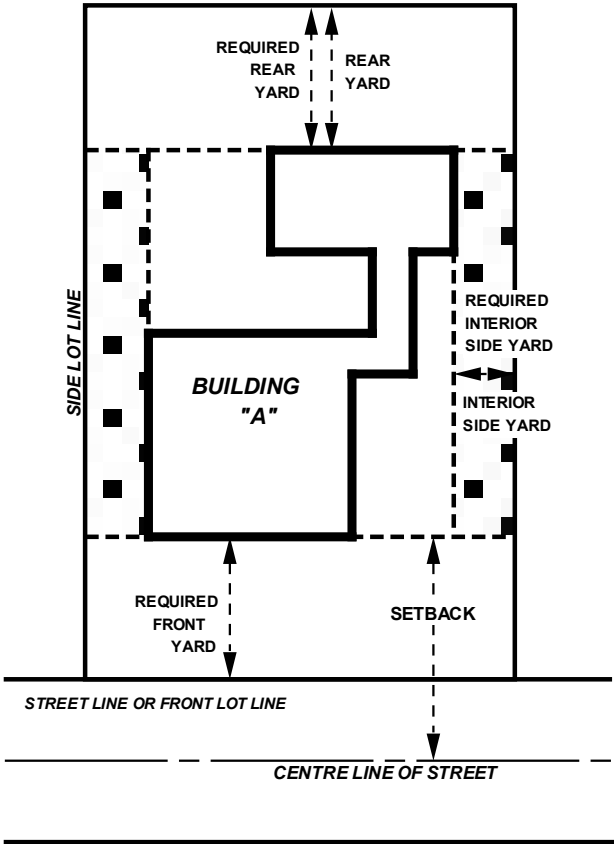 REQUIRED
REAR
YARD
REAR
YARD
SIDE LOT LINE
REQUIRED
INTERIOR
SIDE YARD
BUILDING
"A"
INTERIOR
SIDE YARD
REQUIRED
FRONT
YARD
SETBACK
STREET LINE OR FRONT LOT LINE
CENTRE LINE OF STREET